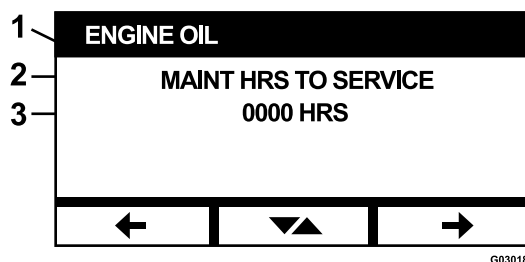 1
ENGINE OIL
2
MAINT HRS TO SERVICE
3
0000 HRS
G03018